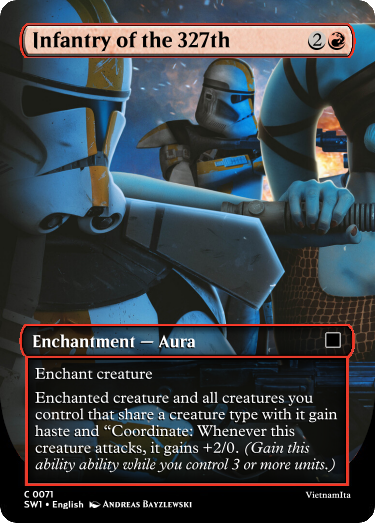 Infantry of the 327th 2
Enchantment — Aura
Enchant creature
Enchanted creature and all creatures you
control that share a creature type with it gain
haste and “Coordinate: Whenever this
creature attacks, it gains +2/0. (Gain this
ability ability while you control 3 or more units.)
C 0071
VietnamIta
SW1 • English ANDREAS BAYZLEWSKI